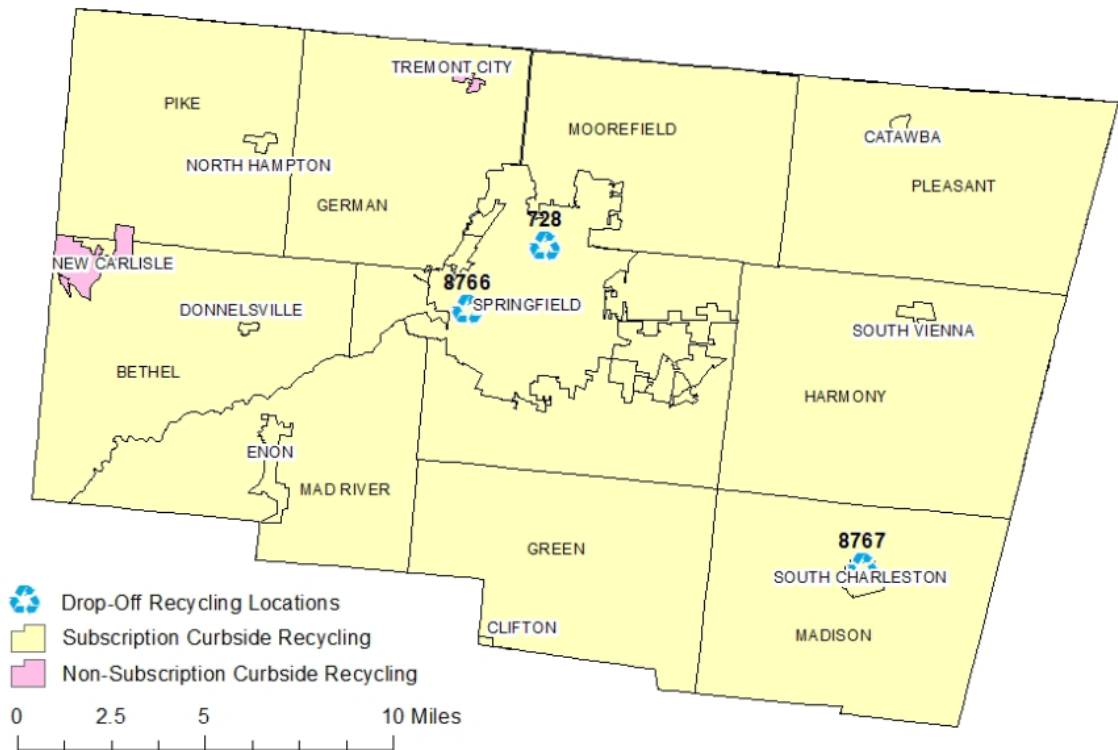 TREMONT CITY
PIKE
MOOREFIELD
CATAWBA
NORTH HAMPTON
PLEASANT
GERMAN
728
NEW CARLISLE
8766
SPRINGFIELD
DONNELSVILLE
SOUTH VIENNA
BETHEL
HARMONY
ENON
MAD RIVER
GREEN
8767
SOUTH CHARLESTON
Drop-Off Recycling Locations
CLIFTON
MADISON
Subscription Curbside Recycling
Non-Subscription Curbside Recycling
0 2.5 5 10 Miles